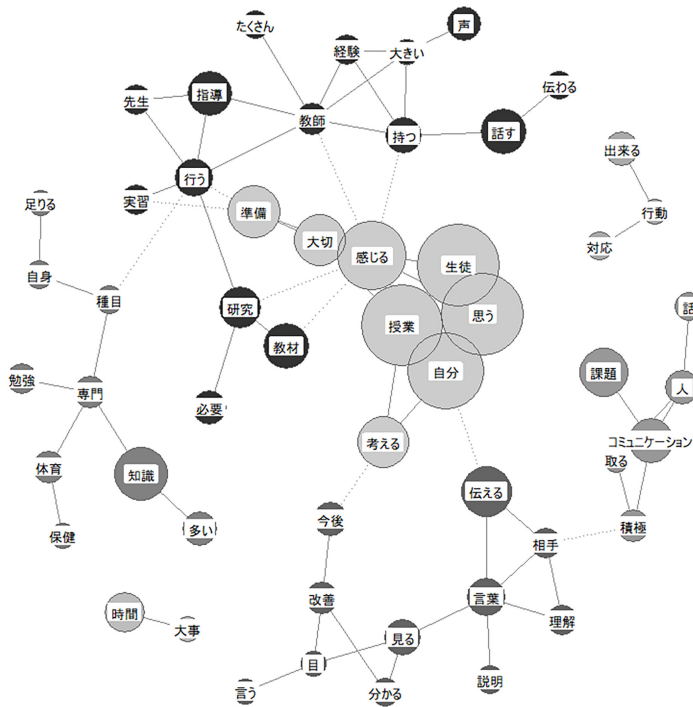 たくさん
声
経験
大きい
先生
指導
伝わる
教師
持つ
話す
出来る
行う
足りる
実習
準備
行動
大切
対応
感じる
生徒
自身
種目
研究
思う
授業
話
教材
自分
勉強
専門
課題
人
必要
考える
コミュニケーション
体育
知識
取る
伝える
今後
積極
保健
多い
相手
改善
言葉
時間
大事
見る
理解
目
説明
言う
分かる